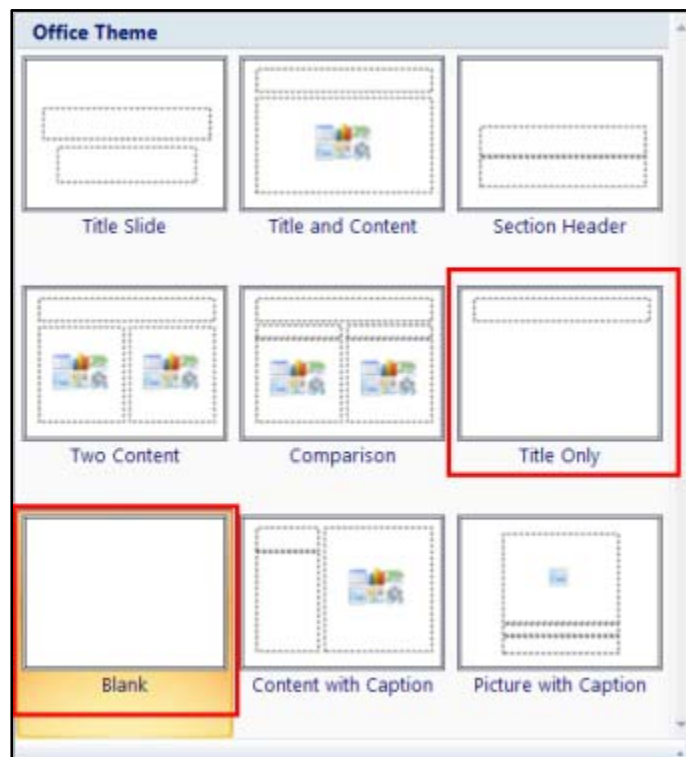 Office Theme
Title Slide
Title and Content
Section Header
Two Content
Comparison
Title Only
Blank
Content with Caption
Picture with Caption